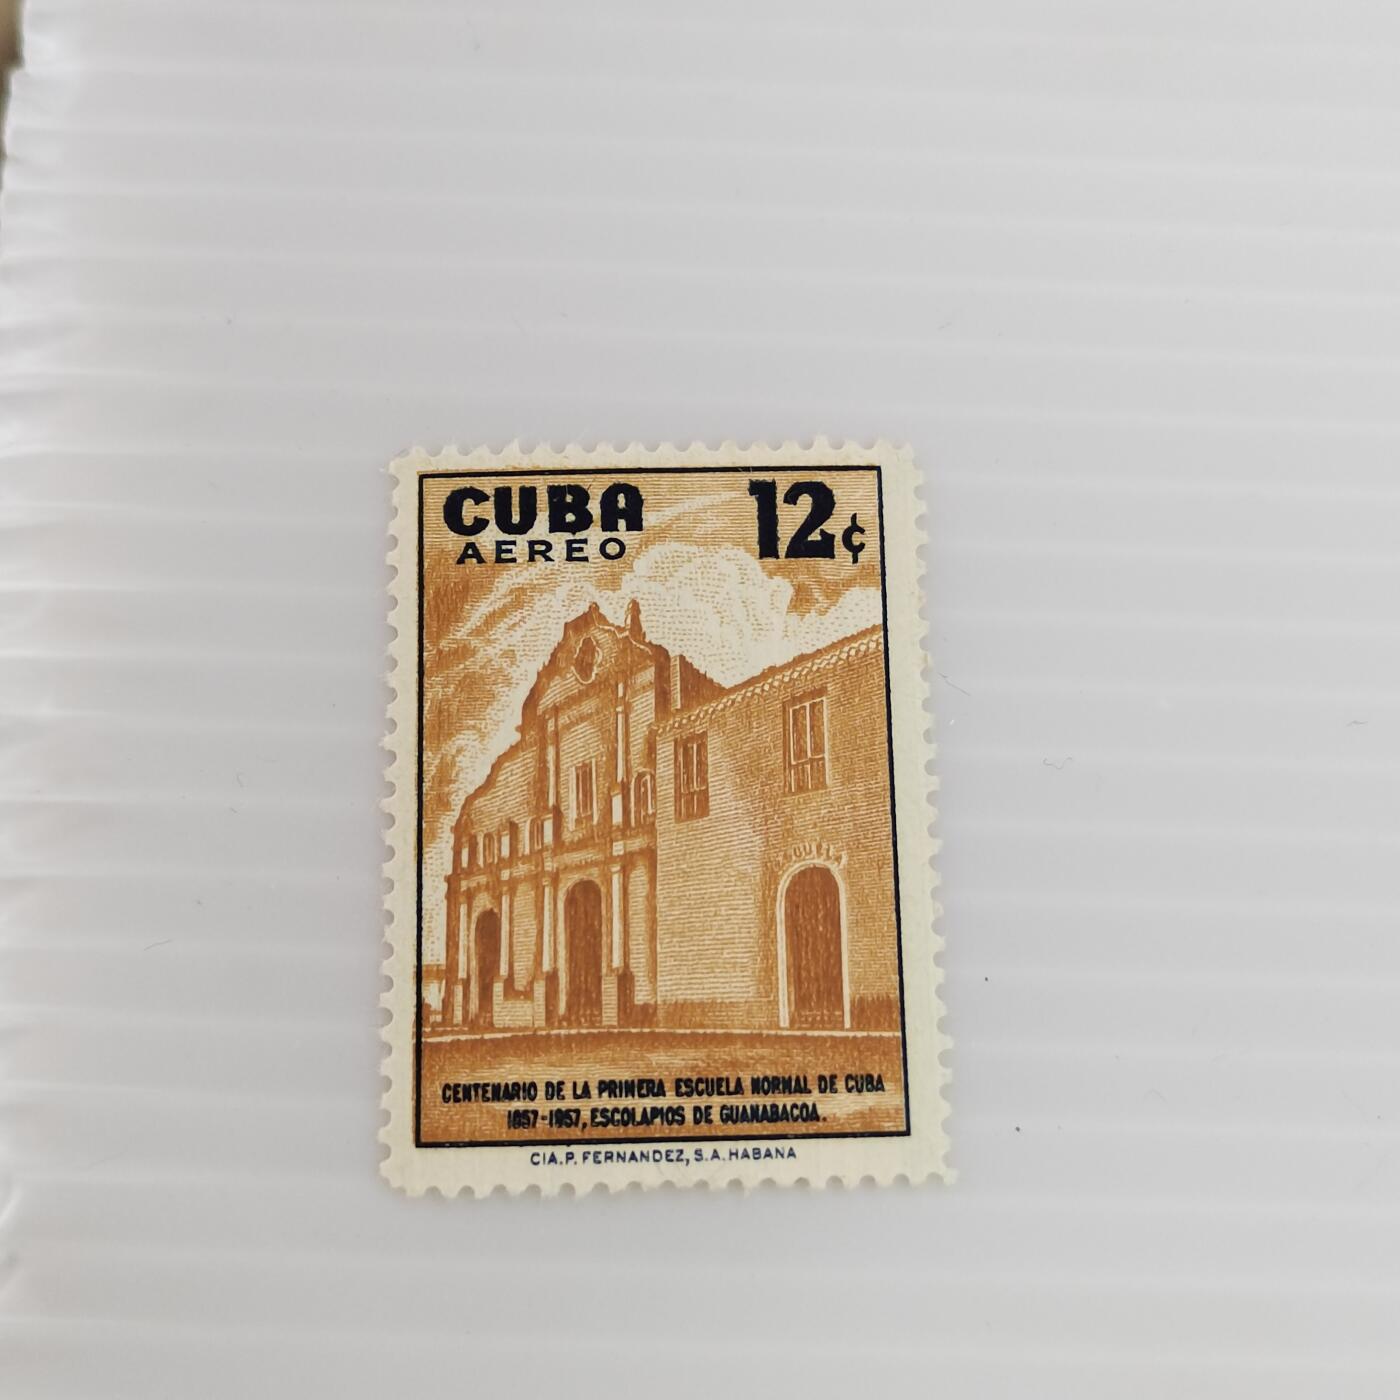 CUBA
AEREO
12¢
ESCUELA
CENTENARIO DE LA PRIMERA ESCUELA NORMAL DE CUBA
1857-1957, ESCOLAPIOS DE GUANABACOA.
CIA.P. FERNANDEZ, S.A. HABANA